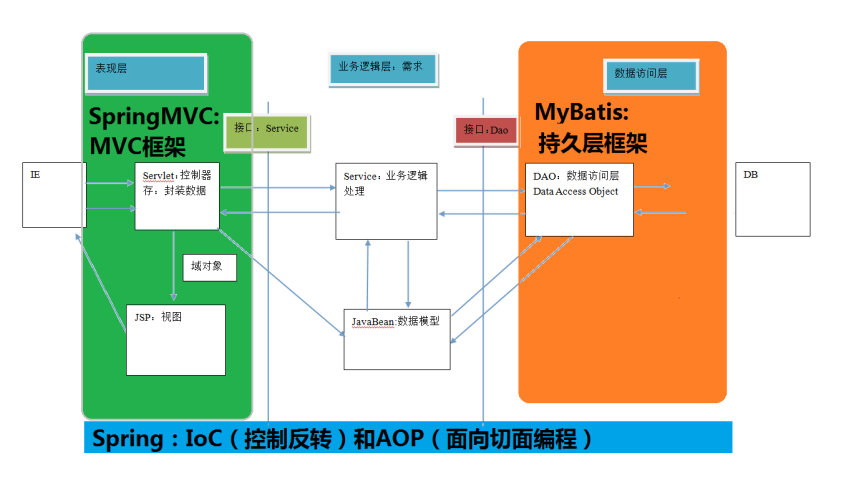 表现层
业务逻辑层：需求
数据访问层
SpringMVC:
MVC框架
接口：Service
接口:Dao
MyBatis:
持久层框架
IE
Servlet:控制器
存：封装数据
Service：业务逻辑
处理
DAO：数据访问层
Data Access Object
DB
域对象
JSP：视图
JavaBean:数据模型
Spring：IoC（控制反转）和AOP（面向切面编程）